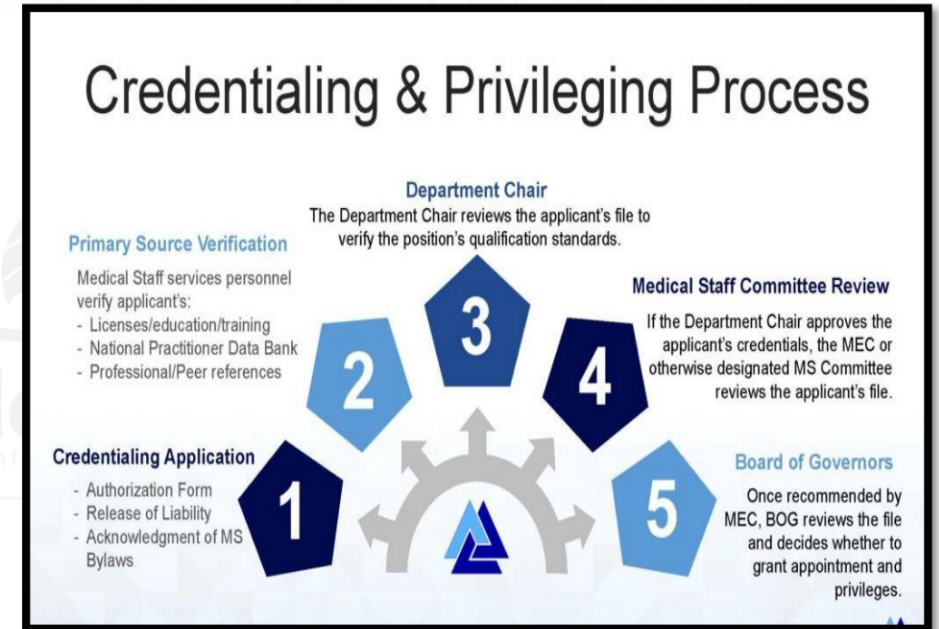 Credentialing & Privileging Process
Credentialing Application
- Authorization Form
- Release of Liability
- Acknowledgment of MS
Bylaws
1
Primary Source Verification
Medical Staff services personnel
verify applicant's:
- Licenses/education/training
- National Practitioner Data Bank
- Professional/Peer references
2
Department Chair
The Department Chair reviews the applicant's file to
verify the position's qualification standards.
3
Medical Staff Committee Review
If the Department Chair approves the
applicant's credentials, the MEC or
otherwise designated MS Committee
reviews the applicant's file.
4
Board of Governors
Once recommended by
MEC, BOG reviews the file
and decides whether to
grant appointment and
privileges.
5